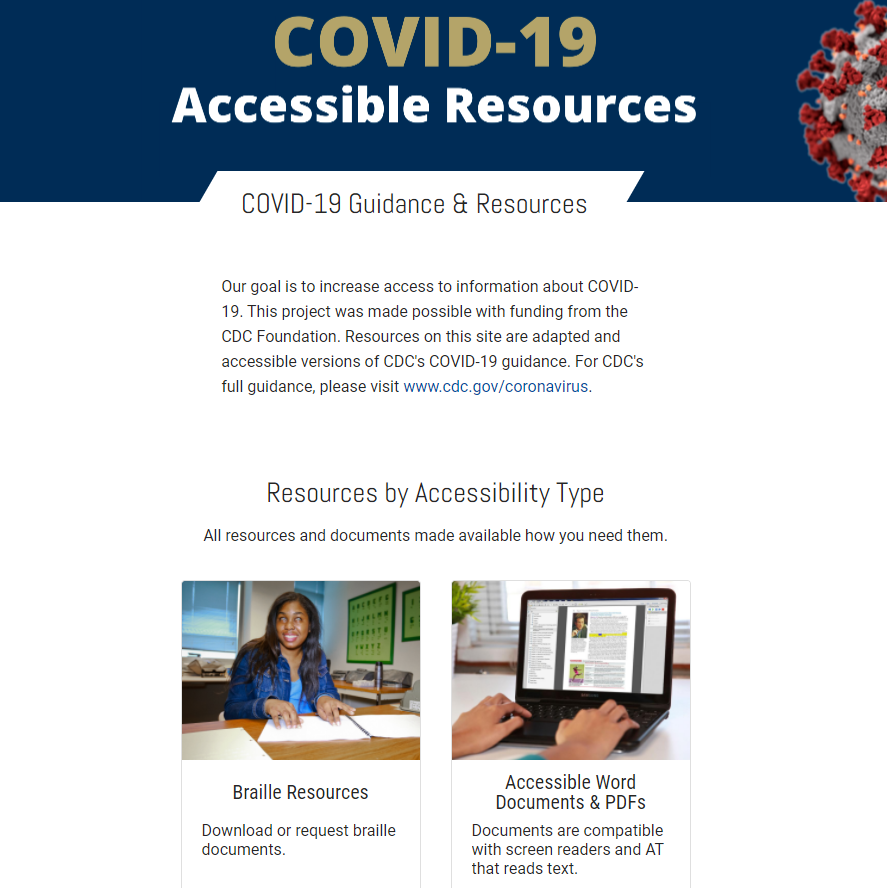 COVID-19
Accessible Resources
COVID-19 Guidance & Resources
Our goal is to increase access to information about COVID-
19. This project was made possible with funding from the
CDC Foundation. Resources on this site are adapted and
accessible versions of CDC's COVID-19 guidance. For CDC's
full guidance, please visit www.cdc.gov/coronavirus.
Resources by Accessibility Type
All resources and documents made available how you need them.
Braille Resources
Download or request braille
documents.
Accessible Word
Documents & PDFs
Documents are compatible
with screen readers and AT
that reads text.